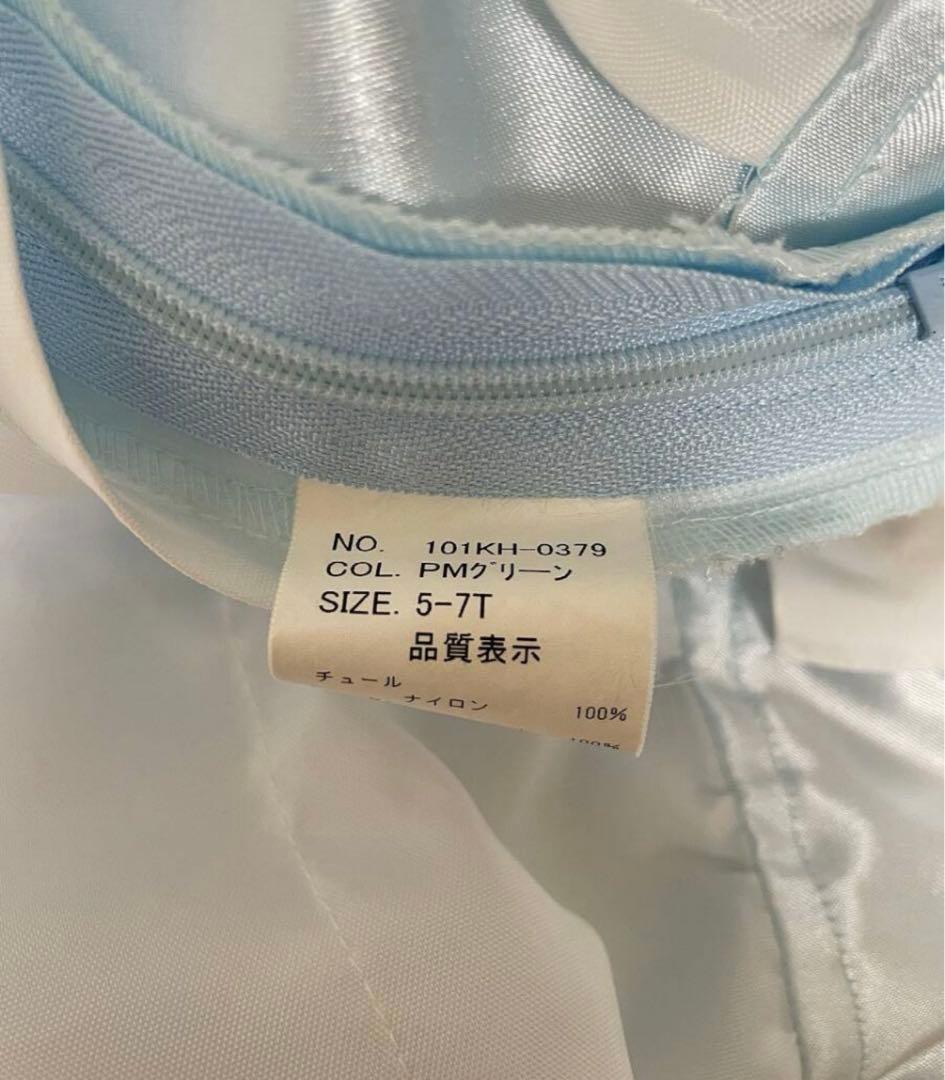 NO. 101KH-0379
COL. PMグリーン
SIZE. 5-7T
品質表示
チュール
ナイロン 100%
100%